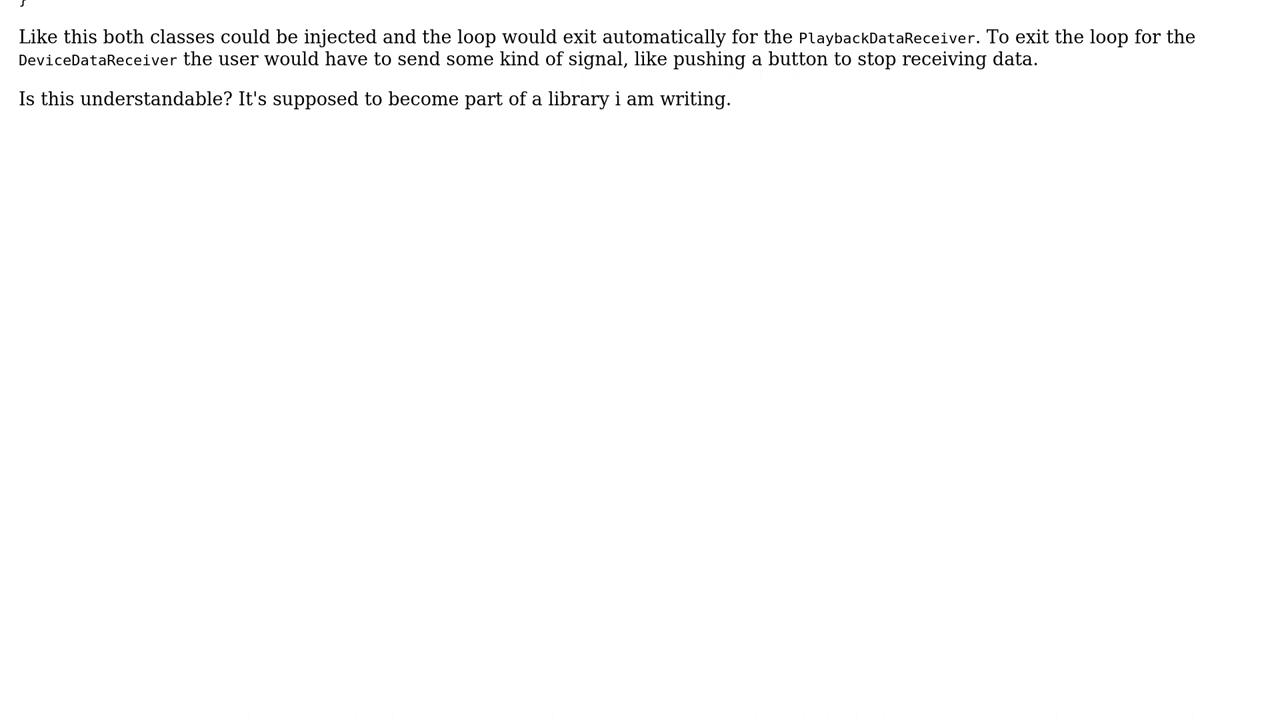 }
Like this both classes could be injected and the loop would exit automatically for the PlaybackDataReceiver. To exit the loop for the
DeviceDataReceiver the user would have to send some kind of signal, like pushing a button to stop receiving data.
Is this understandable? It's supposed to become part of a library i am writing.